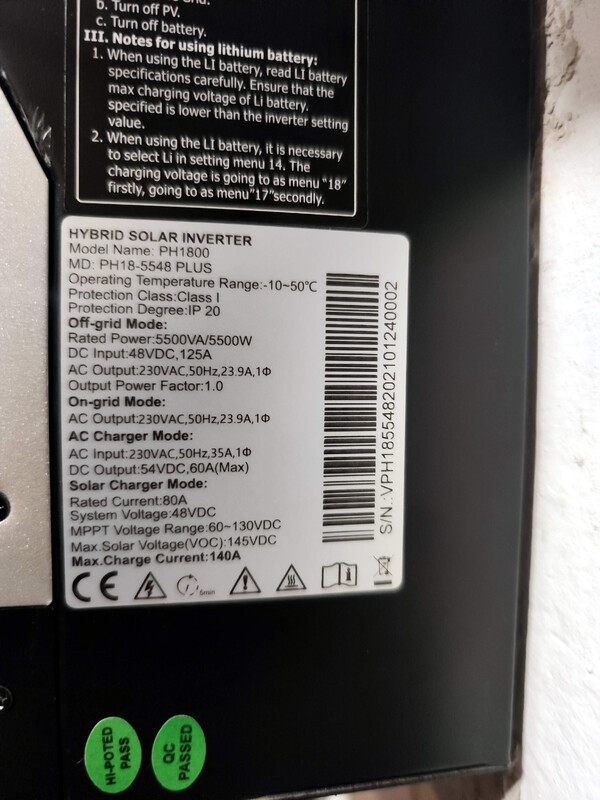 b. Turn off PV.
c. Turn off battery.
III. Notes for using lithium battery:
1. When using the LI battery, read LI battery
specifications carefully. Ensure that the
max charging voltage of Li battery.
specified is lower than the inverter setting
value.
2. When using the LI battery, it is necessary
to select Li in setting menu 14. The
charging voltage is going to as menu "18"
firstly, going to as menu"17"secondly.
HYBRID SOLAR INVERTER
Model Name: PH1800
MD: PH18-5548 PLUS
Operating Temperature Range:-10~50℃
Protection Class:Class I
Protection Degree:IP 20
Off-grid Mode:
Rated Power:5500VA/5500W
DC Input:48VDC,125A
AC Output:230VAC,50Hz,23.9A,1Φ
Output Power Factor:1.0
On-grid Mode:
AC Output:230VAC,50Hz,23.9A,1Φ
AC Charger Mode:
AC Input:230VAC,50Hz,35A,1Φ
DC Output:54VDC,60A(Max)
Solar Charger Mode:
Rated Current:80A
System Voltage:48VDC
MPPT Voltage Range:60~130VDC
Max.Solar Voltage(VOC):145VDC
Max.Charge Current:140A
CE
5min
S/N.:VPH185548202101240002
HI-POTED
PASS
QC
PASSED